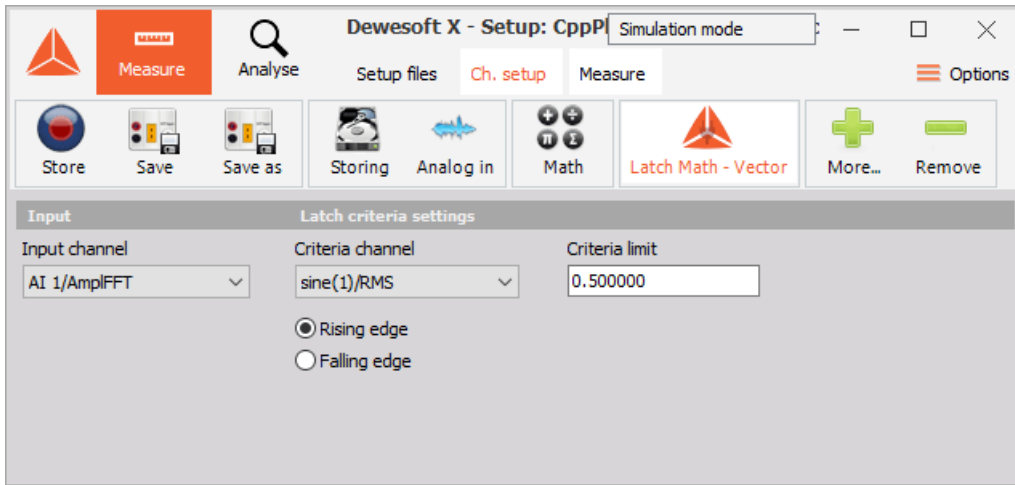 Dewesoft X - Setup: CppPl
Simulation mode
Measure
Analyse
Setup files
Ch. setup
Measure
Options
Store
Save
Save as
Storing
Analog in
Math
Latch Math - Vector
More...
Remove
Input
Latch criteria settings
Input channel
Criteria channel
Criteria limit
AI 1/AmplFFT
sine(1)/RMS
0.500000
Rising edge
Falling edge